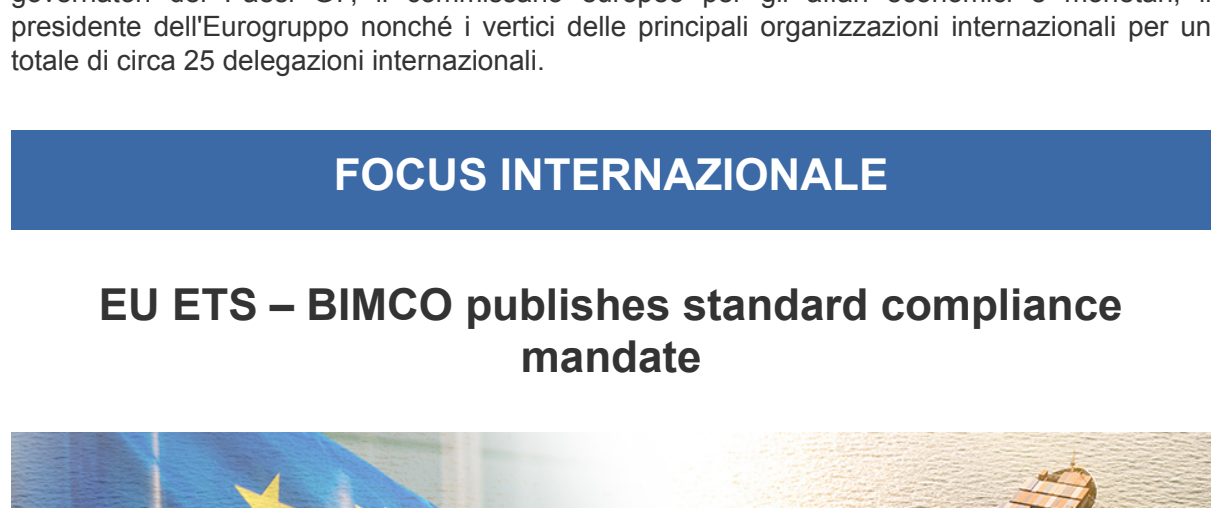 governatori dei Paesi G7, il commissario europeo per gli affari economici e monetari, il
presidente dell'Eurogruppo nonché i vertici delle principali organizzazioni internazionali per un
totale di circa 25 delegazioni internazionali.
FOCUS INTERNAZIONALE
EU ETS – BIMCO publishes standard compliance
mandate